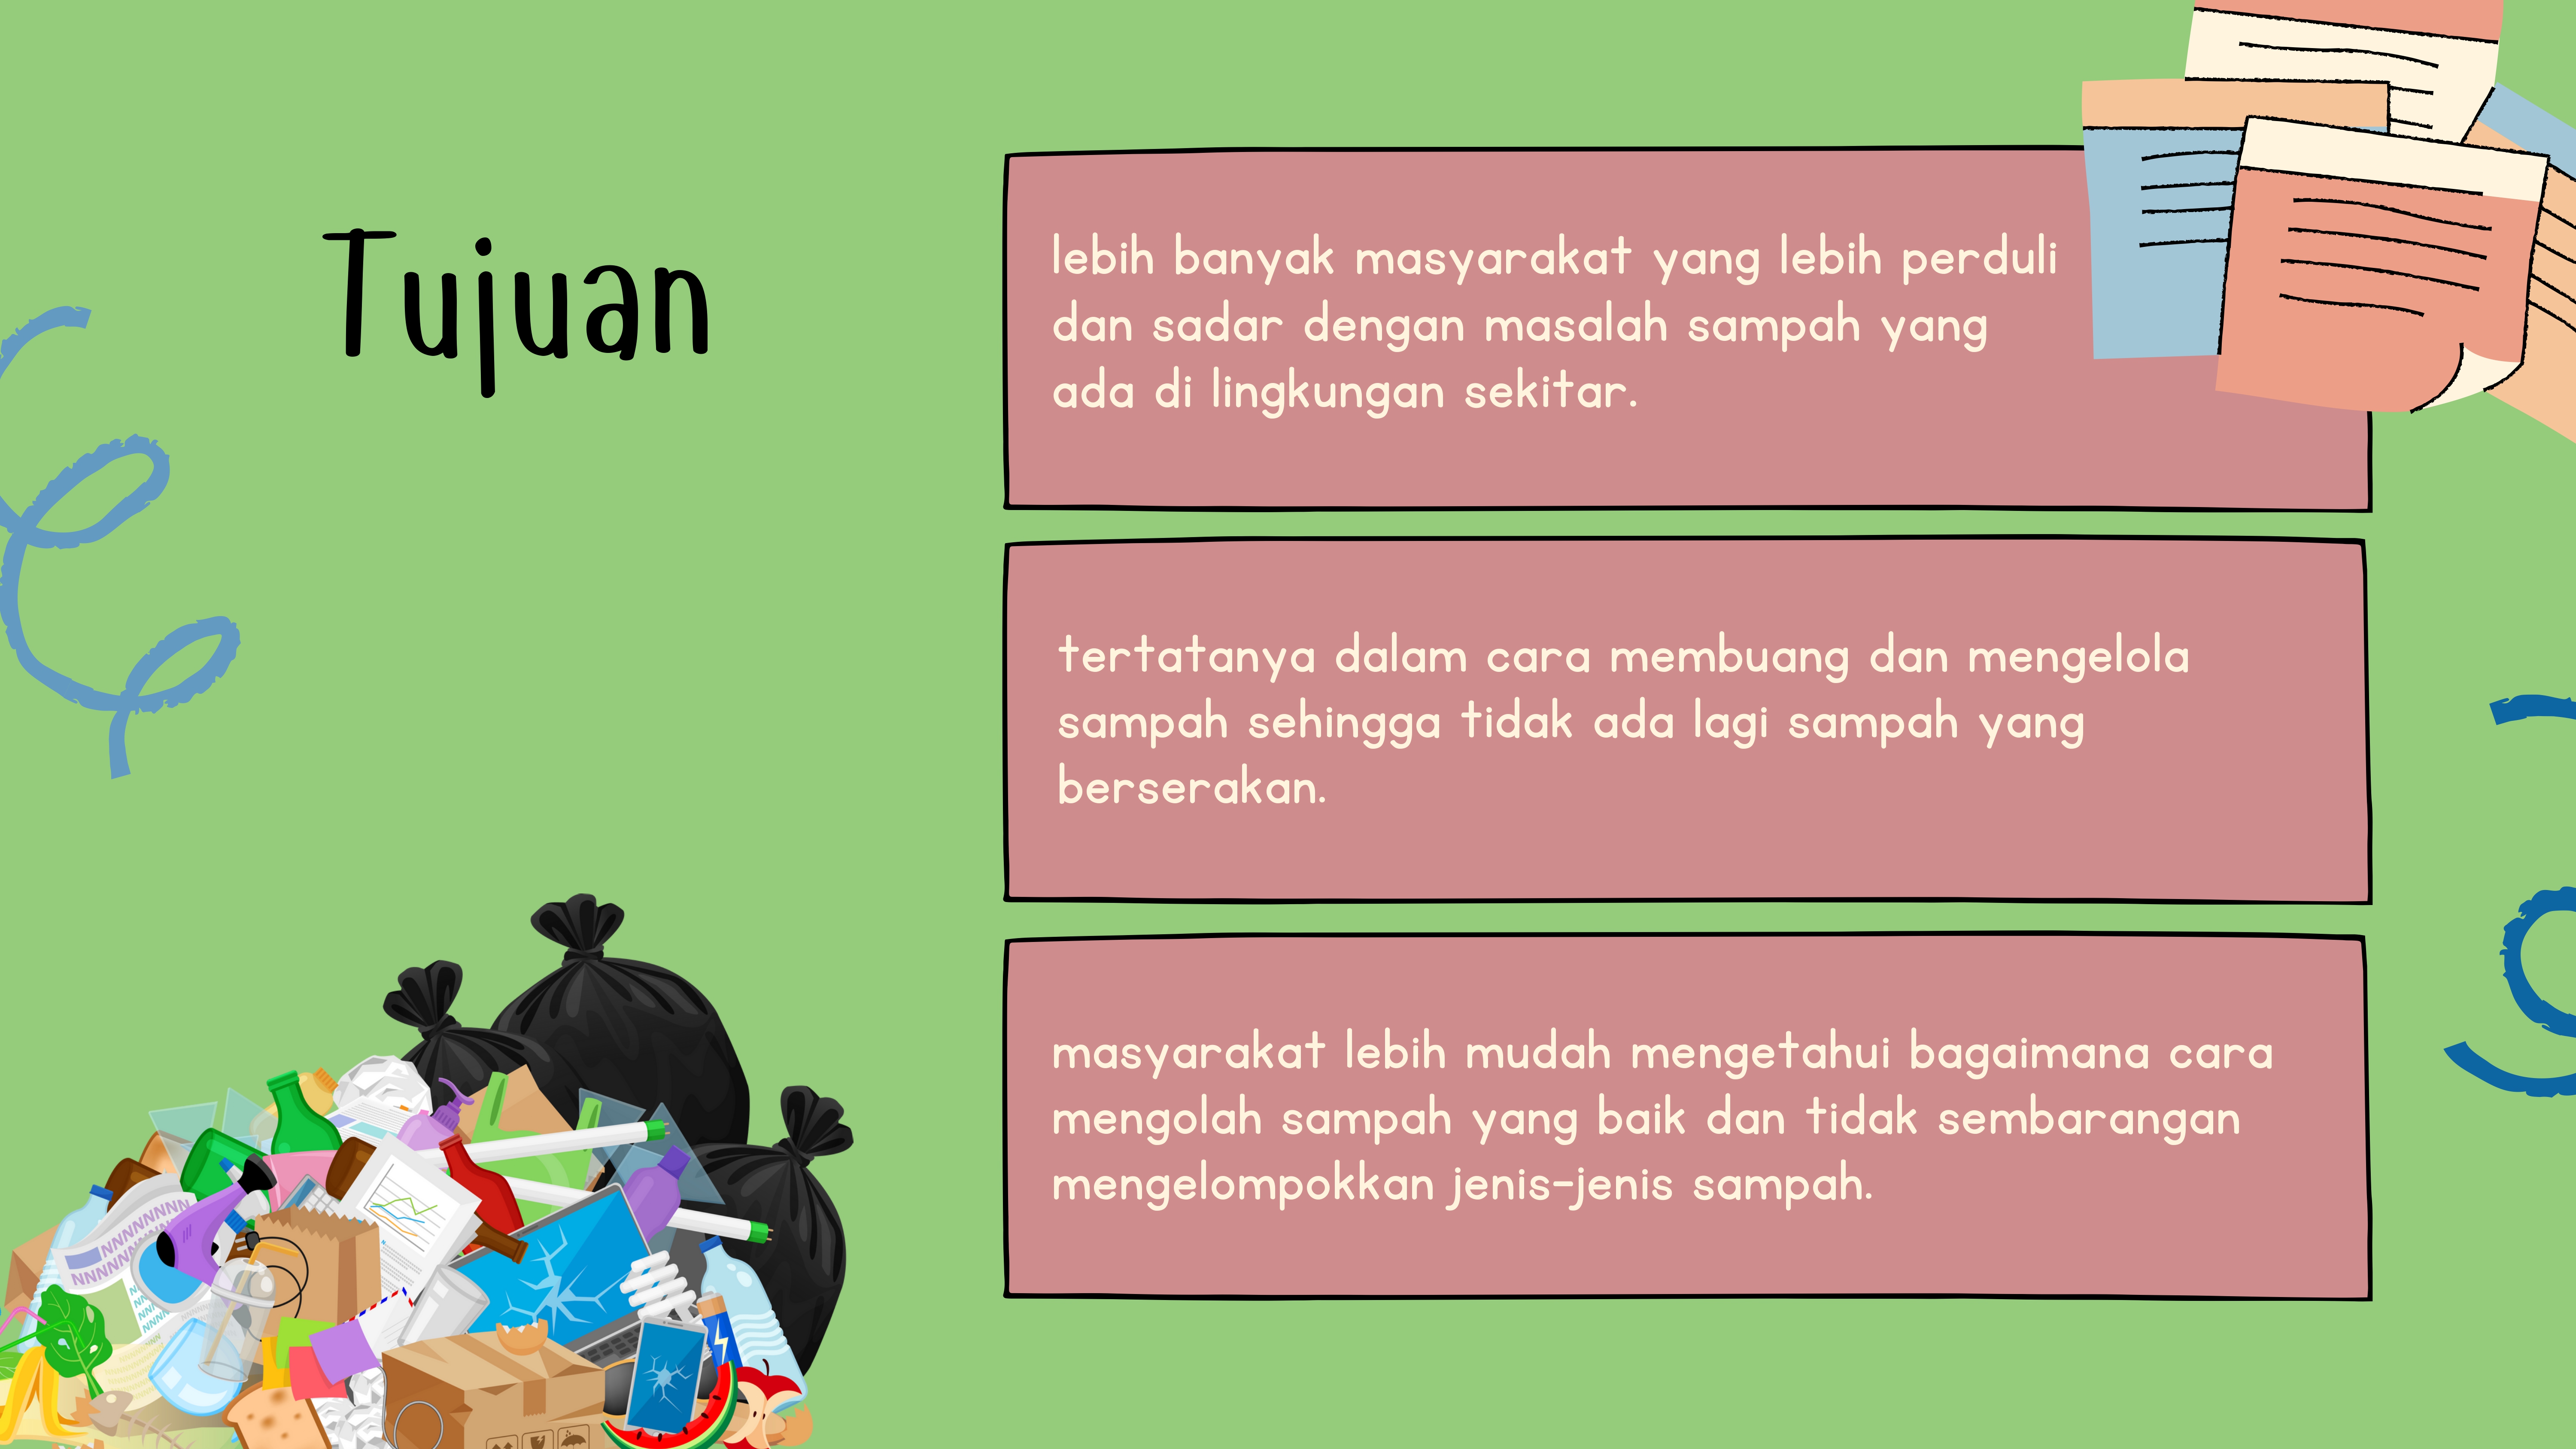 Tujuan
lebih banyak masyarakat yang lebih perduli
dan sadar dengan masalah sampah yang
ada di lingkungan sekitar.
tertatanya dalam cara membuang dan mengelola
sampah sehingga tidak ada lagi sampah yang
berserakan.
masyarakat lebih mudah mengetahui bagaimana cara
mengolah sampah yang baik dan tidak sembarangan
mengelompokkan jenis-jenis sampah.